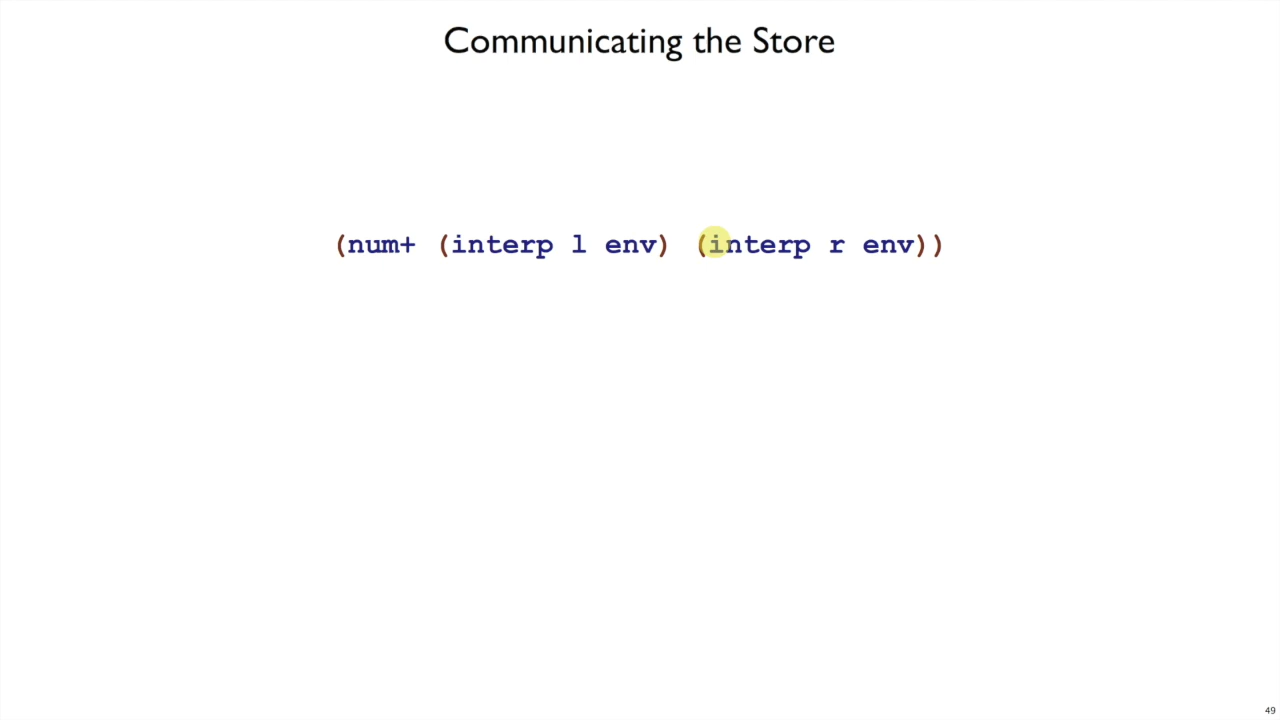 Communicating the Store
(num+ (interp l env) (interp r env))
49